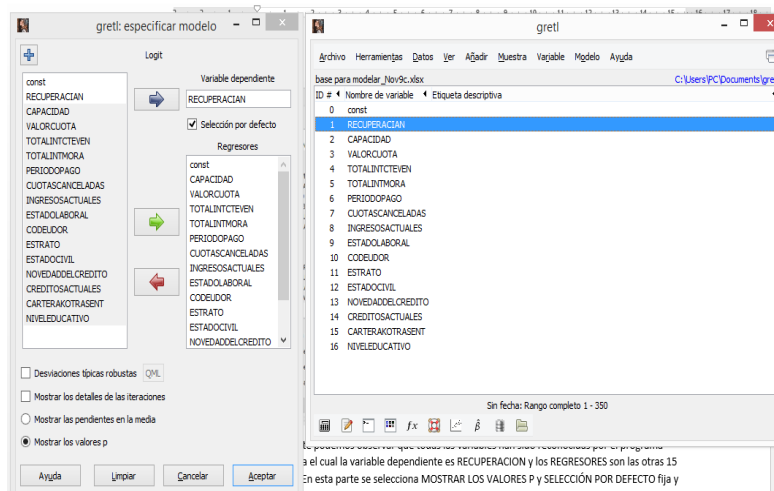 gretl: especificar modelo
Logit
const
RECUPERACIAN
CAPACIDAD
VALORCUOTA
TOTALINTCTEVEN
TOTALINTMORA
PERIODOPAGO
CUOTASCANCELADAS
INGRESOSACTUALES
ESTADOLABORAL
CODEUDOR
ESTRATO
ESTADOCIVIL
NOVEDADDELCREDITO
CREDITOSACTUALES
CARTERAKOTRASENT
NIVELEDUCATIVO
Variable dependiente
RECUPERACIAN
Selección por defecto
Regresores
const
CAPACIDAD
VALORCUOTA
TOTALINTCTEVEN
TOTALINTMORA
PERIODOPAGO
CUOTASCANCELADAS
INGRESOSACTUALES
ESTADOLABORAL
CODEUDOR
ESTRATO
ESTADOCIVIL
NOVEDADDELCREDITO
Desviaciones típicas robustas QML
Mostrar los detalles de las iteraciones
Mostrar las pendientes en la media
Mostrar los valores p
Ayuda Limpiar Cancelar Aceptar
gretl
Archivo Herramientas Datos Ver Añadir Muestra Variable Modelo Ayuda
base para modelar_Nov9c.xlsx C:\Users\PC\Documents\gre
ID # Nombre de variable Etiqueta descriptiva
0 const
1 RECUPERACIAN
2 CAPACIDAD
3 VALORCUOTA
4 TOTALINTCTEVEN
5 TOTALINTMORA
6 PERIODOPAGO
7 CUOTASCANCELADAS
8 INGRESOSACTUALES
9 ESTADOLABORAL
10 CODEUDOR
11 ESTRATO
12 ESTADOCIVIL
13 NOVEDADDELCREDITO
14 CREDITOSACTUALES
15 CARTERAKOTRASENT
16 NIVELEDUCATIVO
Sin fecha: Rango completo 1 - 350
fx β
a el cual la variable dependiente es RECUPERACION y los REGRESORES son las otras 15
En esta parte se selecciona MOSTRAR LOS VALORES P y SELECCIÓN POR DEFECTO fija y